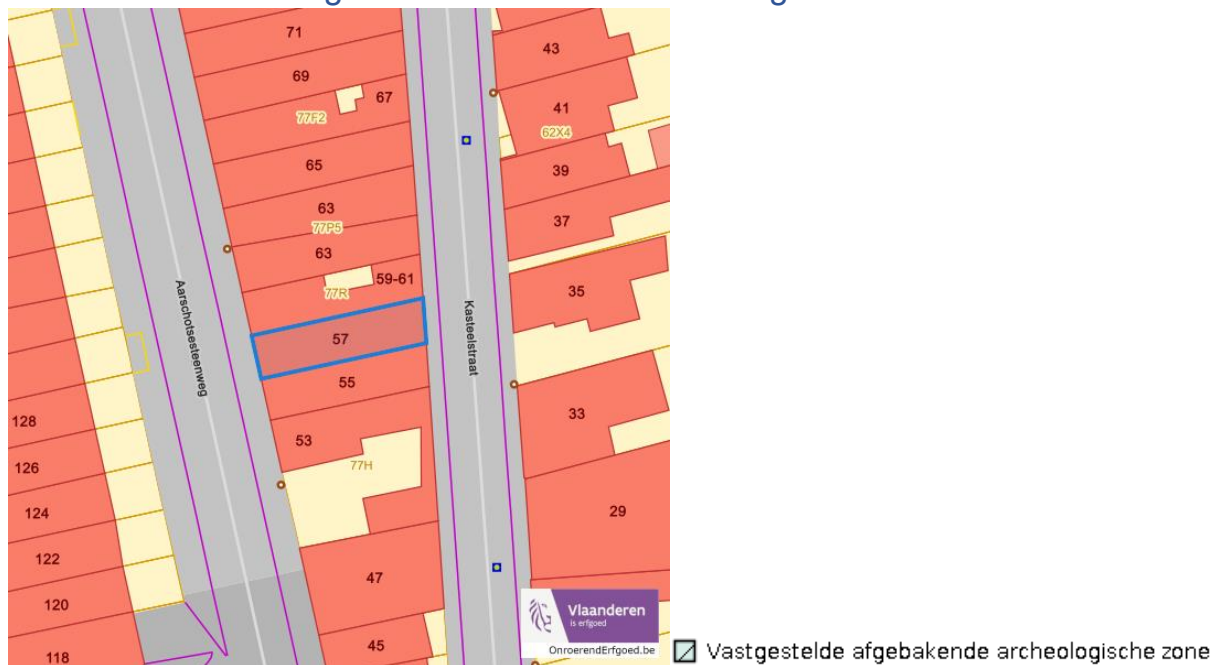 71
43
69
67
41
77F2
62X4
65
39
63
37
77P5
63
59-61
35
77R
Aarschotsesteenweg
Kasteelstraat
57
55
33
128
53
126
77H
124
29
122
47
120
Vlaanderen
is erfgoed
45
OnroerendErfgoed.be
118
Vastgestelde afgebakende archeologische zone